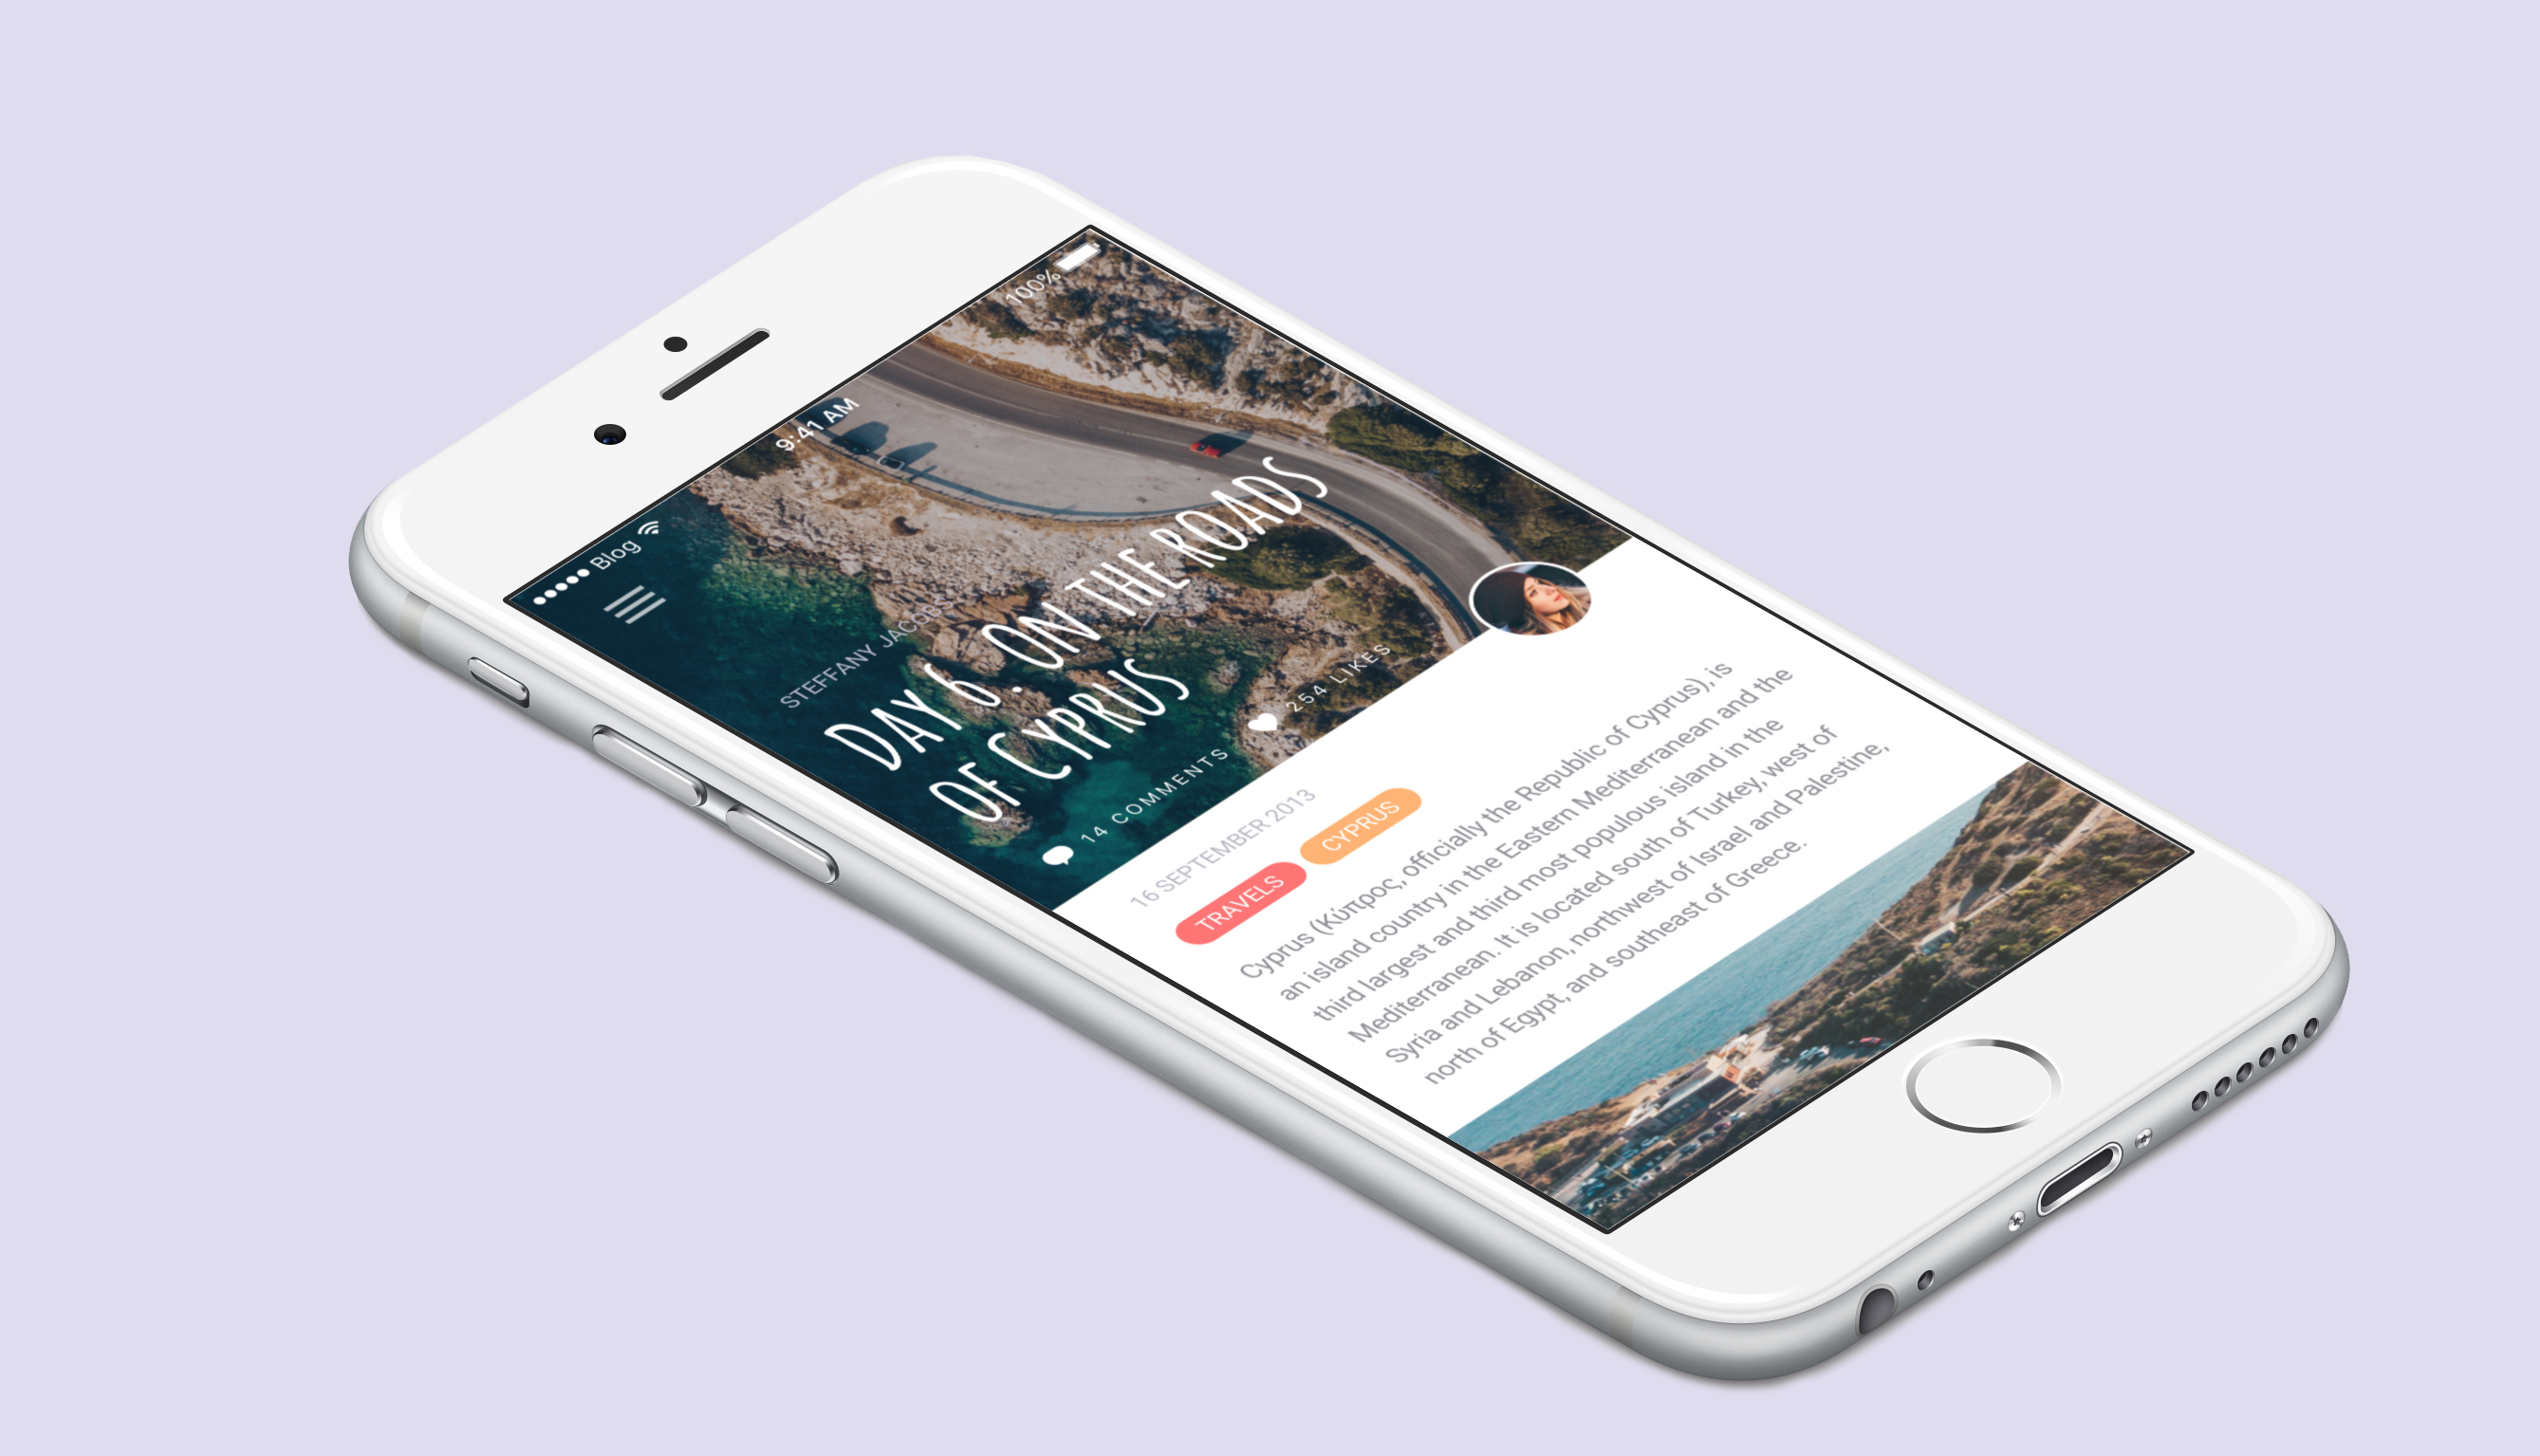 Blog 9:41 AM 100%
STEFFANY JACOBS
DAY 6. ON THE ROADS
OF CYPRUS
14 COMMENTS 254 LIKES
16 SEPTEMBER 2013
TRAVELS CYPRUS
Cyprus (Κύπρος, officially the Republic of Cyprus), is
an island country in the Eastern Mediterranean and the
third largest and third most populous island in the
Mediterranean. It is located south of Turkey, west of
Syria and Lebanon, northwest of Israel and Palestine,
north of Egypt, and southeast of Greece.